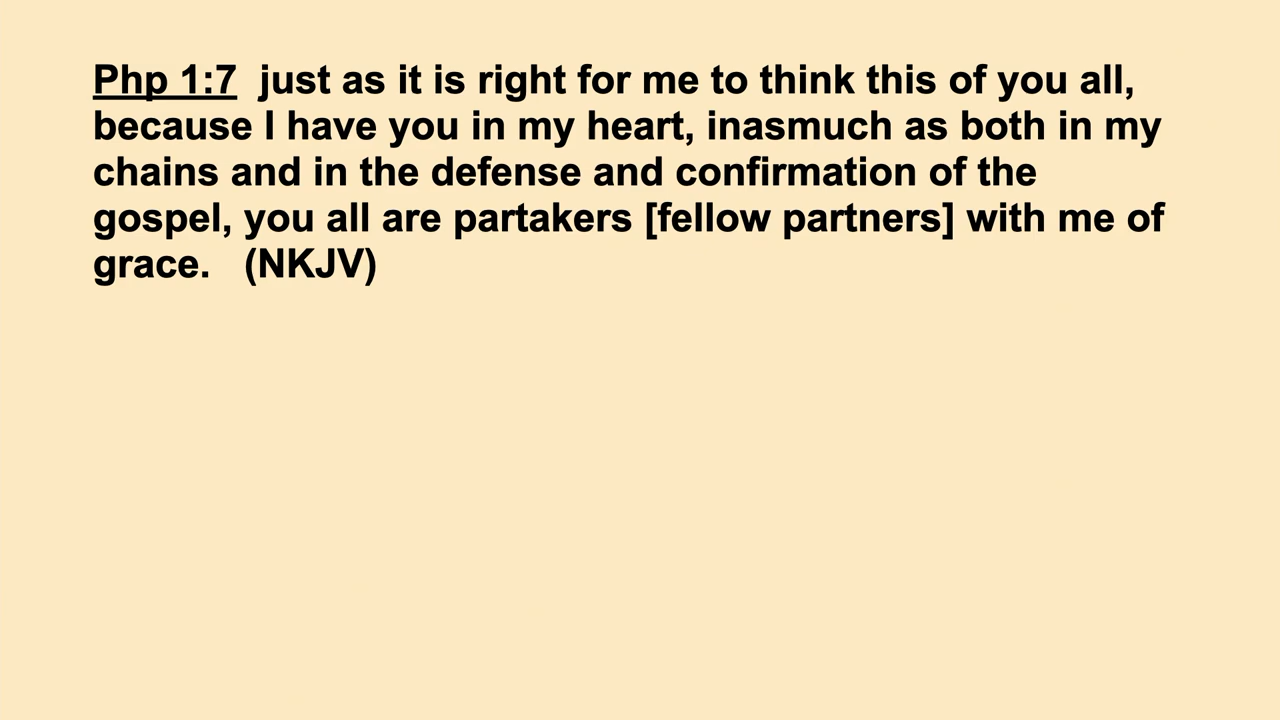 Php 1:7  just as it is right for me to think this of you all,
because I have you in my heart, inasmuch as both in my
chains and in the defense and confirmation of the
gospel, you all are partakers [fellow partners] with me of
grace.   (NKJV)